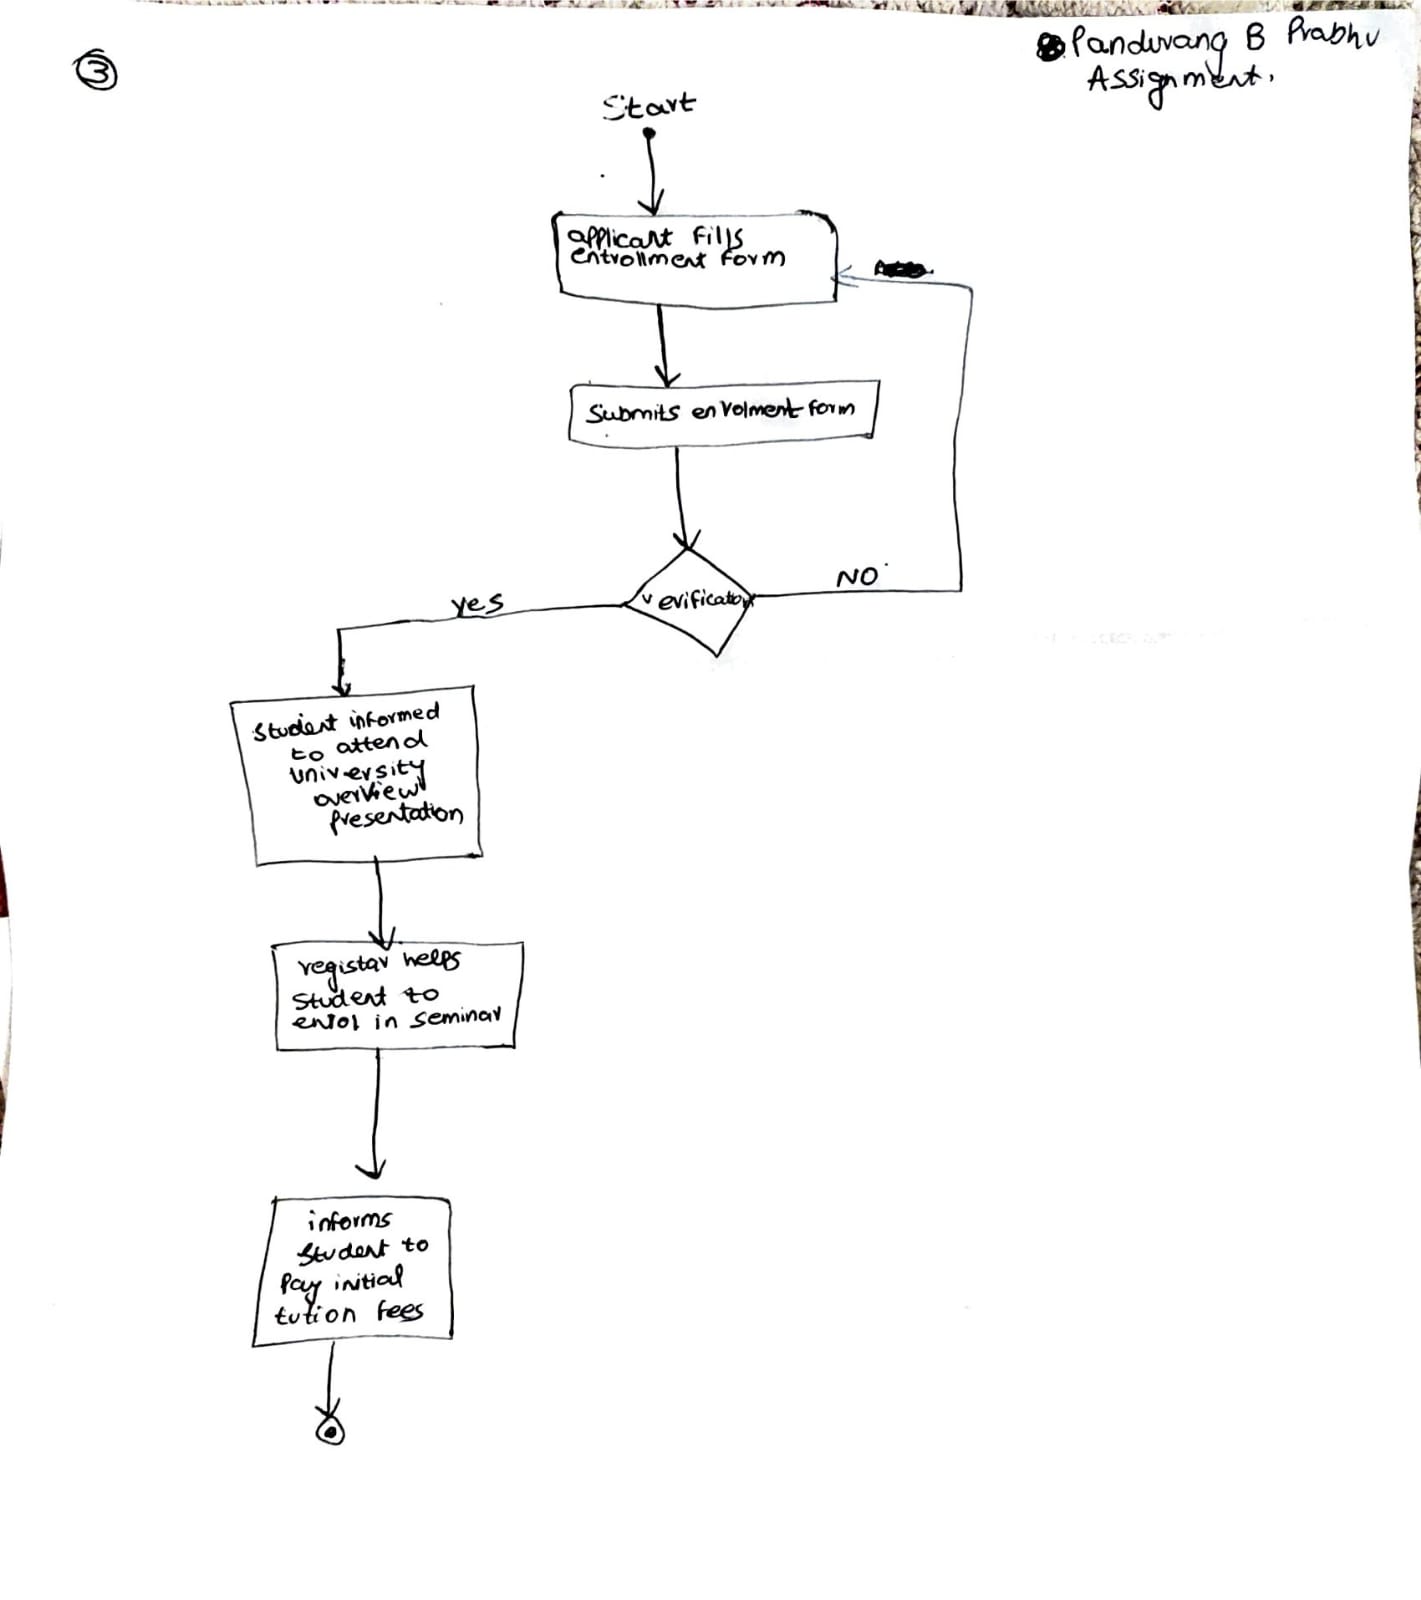 3
Panduvang B Prabhu
Assignment.
Start
applicant fills
entrollment form
Submits envolment form
verification
NO
yes
Student informed
to attend
university
overview
presentation
registar helps
Student to
enrol in seminar
informs
Student to
Pay initial
tution fees